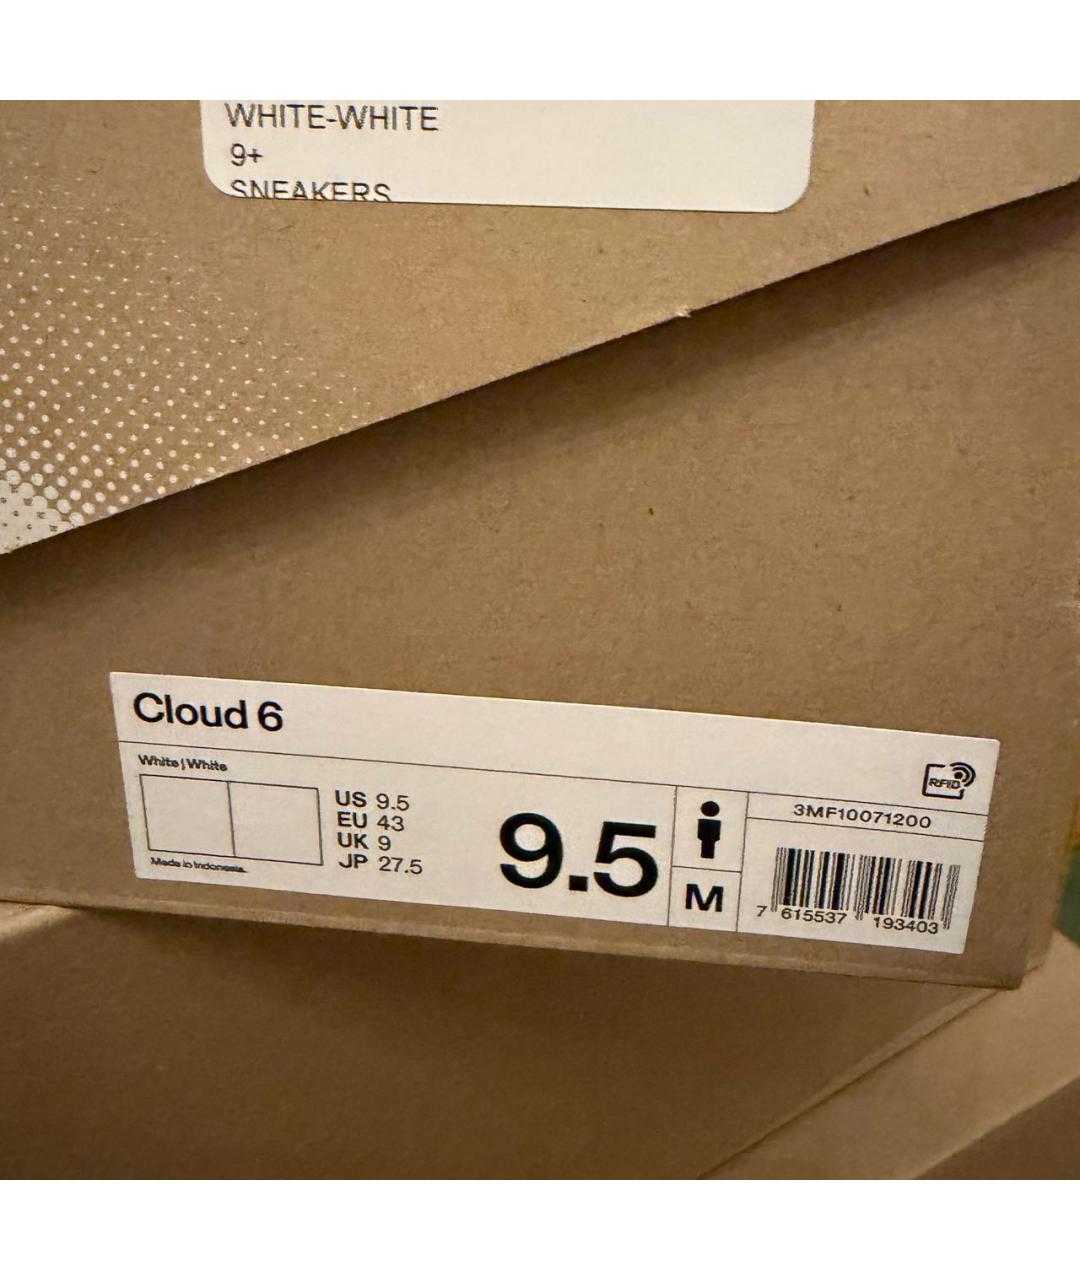 WHITE-WHITE
9+
SNEAKERS
Cloud 6
White | White
RFID
Made in Indonesia.
US 9.5
EU 43
UK 9
JP 27.5
9.5
M
3MF10071200
7 615537 193403